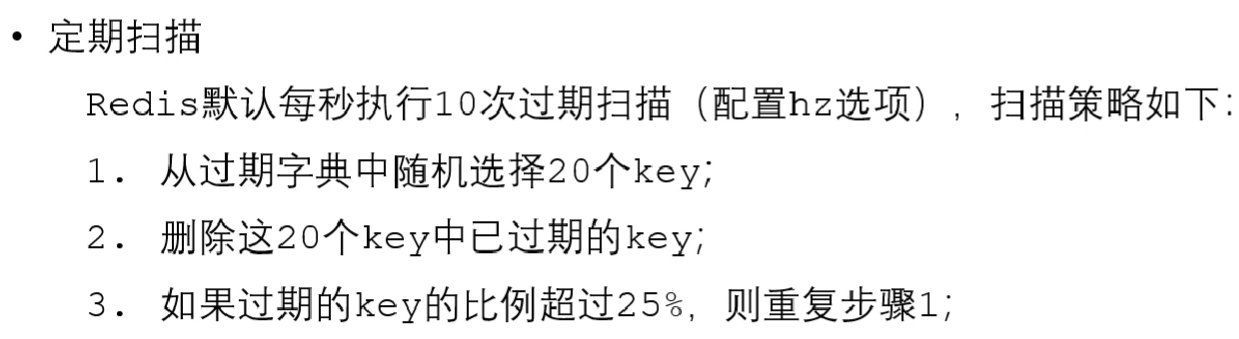 • 定期扫描
Redis默认每秒执行10次过期扫描（配置hz选项），扫描策略如下：
1. 从过期字典中随机选择20个key；
2. 删除这20个key中已过期的key；
3. 如果过期的key的比例超过25%，则重复步骤1；